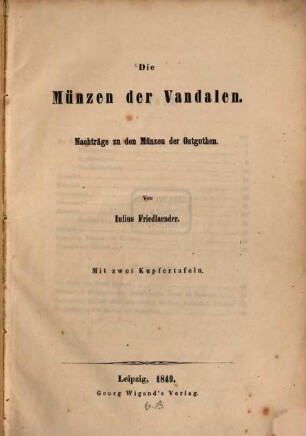 Die
Münzen der Vandalen.
Nachträge zu den Münzen der Ostgothen.
Von
Iulius Friedlaender.
Mit zwei Kupfertafeln.
Leipzig, 1849.
Georg Wigand's Verlag.